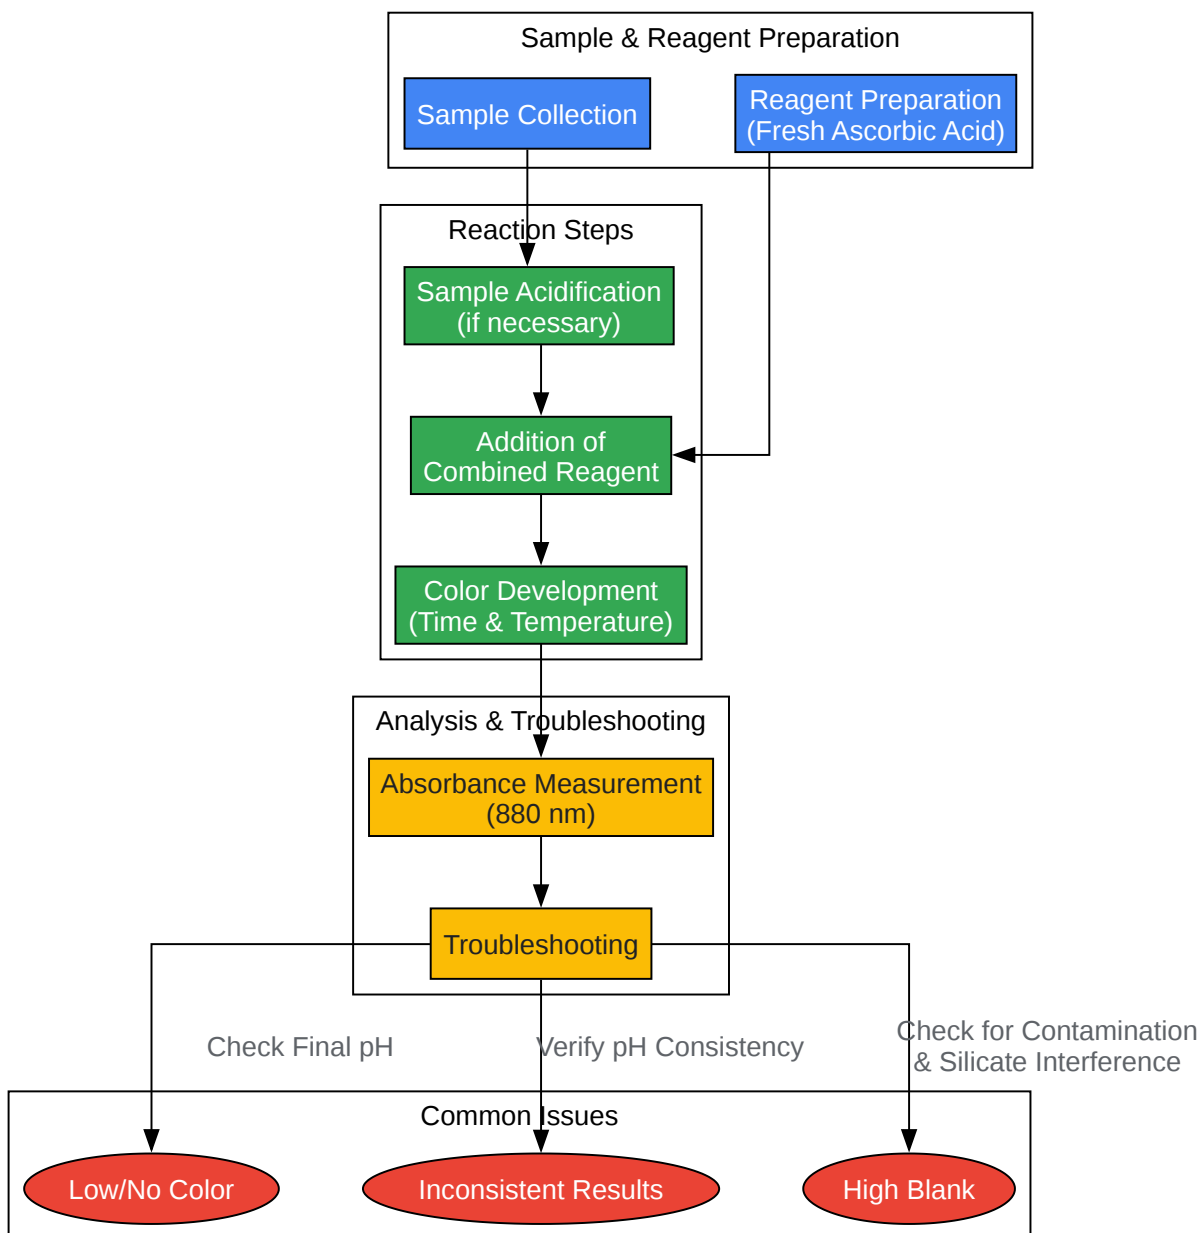 Sample & Reagent Preparation
Sample Collection
Reagent Preparation
(Fresh Ascorbic Acid)
Reaction Steps
Sample Acidification
(if necessary)
Addition of
Combined Reagent
Color Development
(Time & Temperature)
Analysis & Troubleshooting
Absorbance Measurement
(880 nm)
Troubleshooting
Check Final pH
Verify pH Consistency
Check for Contamination
& Silicate Interference
Common Issues
Low/No Color
Inconsistent Results
High Blank